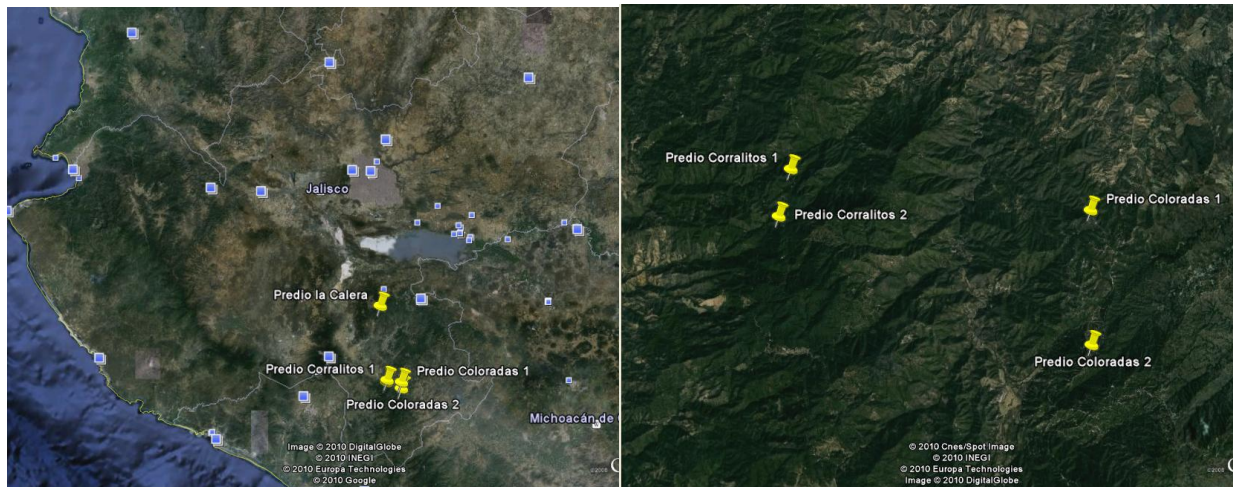 Jalisco
Predio la Calera
Predio Corralitos 1
Predio Coloradas 1
Predio Coloradas 2
Michoacán de
Image © 2010 DigitalGlobe
© 2010 INEGI
© 2010 Europa Technologies
© 2010 Google
Predio Corralitos 1
Predio Corralitos 2
Predio Coloradas 1
Predio Coloradas 2
© 2010 Cnes/Spot Image
© 2010 INEGI
© 2010 Europa Technologies
Image © 2010 DigitalGlobe